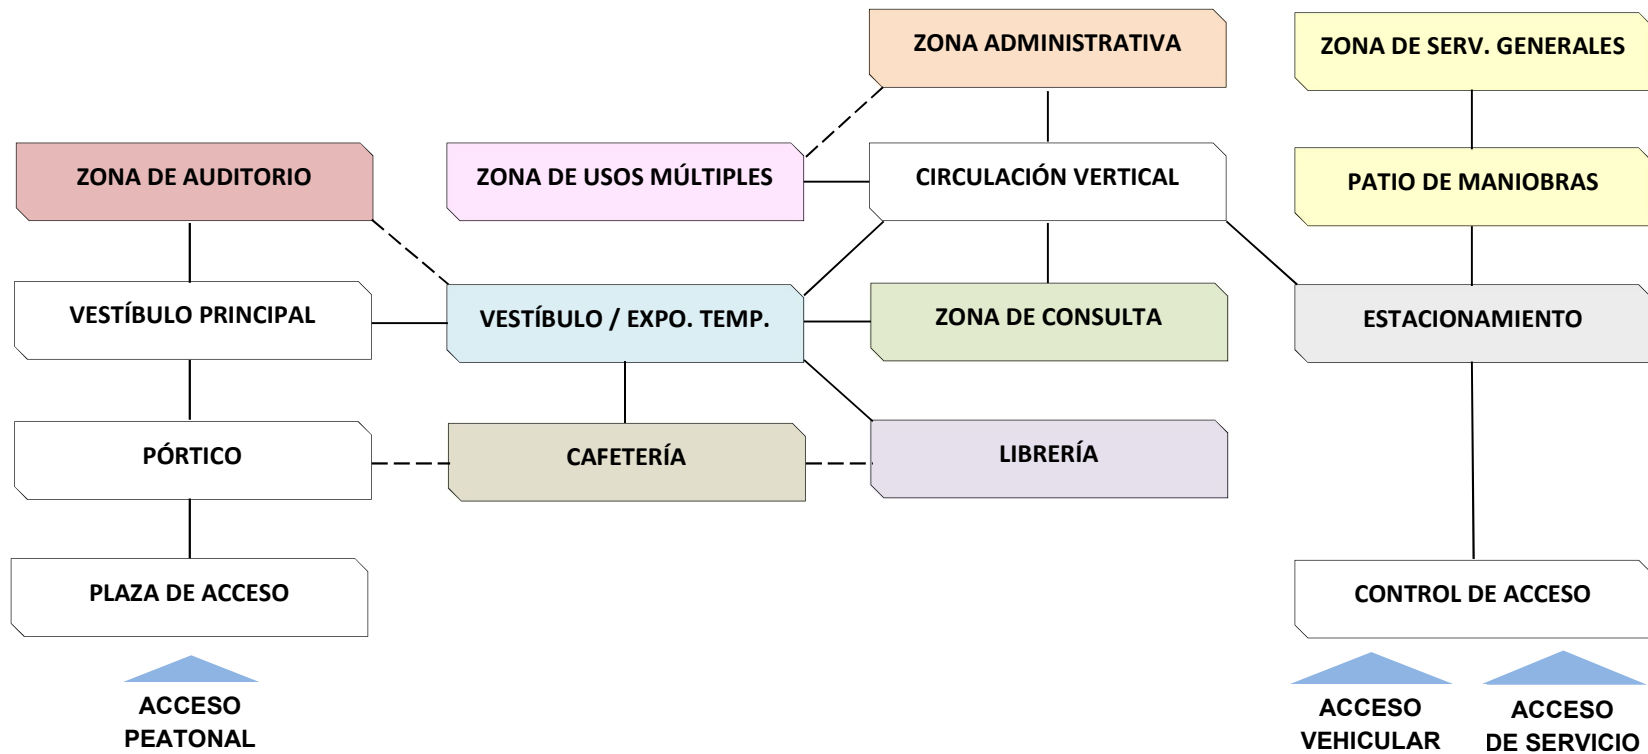 ZONA ADMINISTRATIVA
ZONA DE SERV. GENERALES
ZONA DE AUDITORIO
ZONA DE USOS MÚLTIPLES
CIRCULACIÓN VERTICAL
PATIO DE MANIOBRAS
VESTÍBULO PRINCIPAL
VESTÍBULO / EXPO. TEMP.
ZONA DE CONSULTA
ESTACIONAMIENTO
PÓRTICO
CAFETERÍA
LIBRERÍA
PLAZA DE ACCESO
CONTROL DE ACCESO
ACCESO
PEATONAL
ACCESO
VEHICULAR
ACCESO
DE SERVICIO